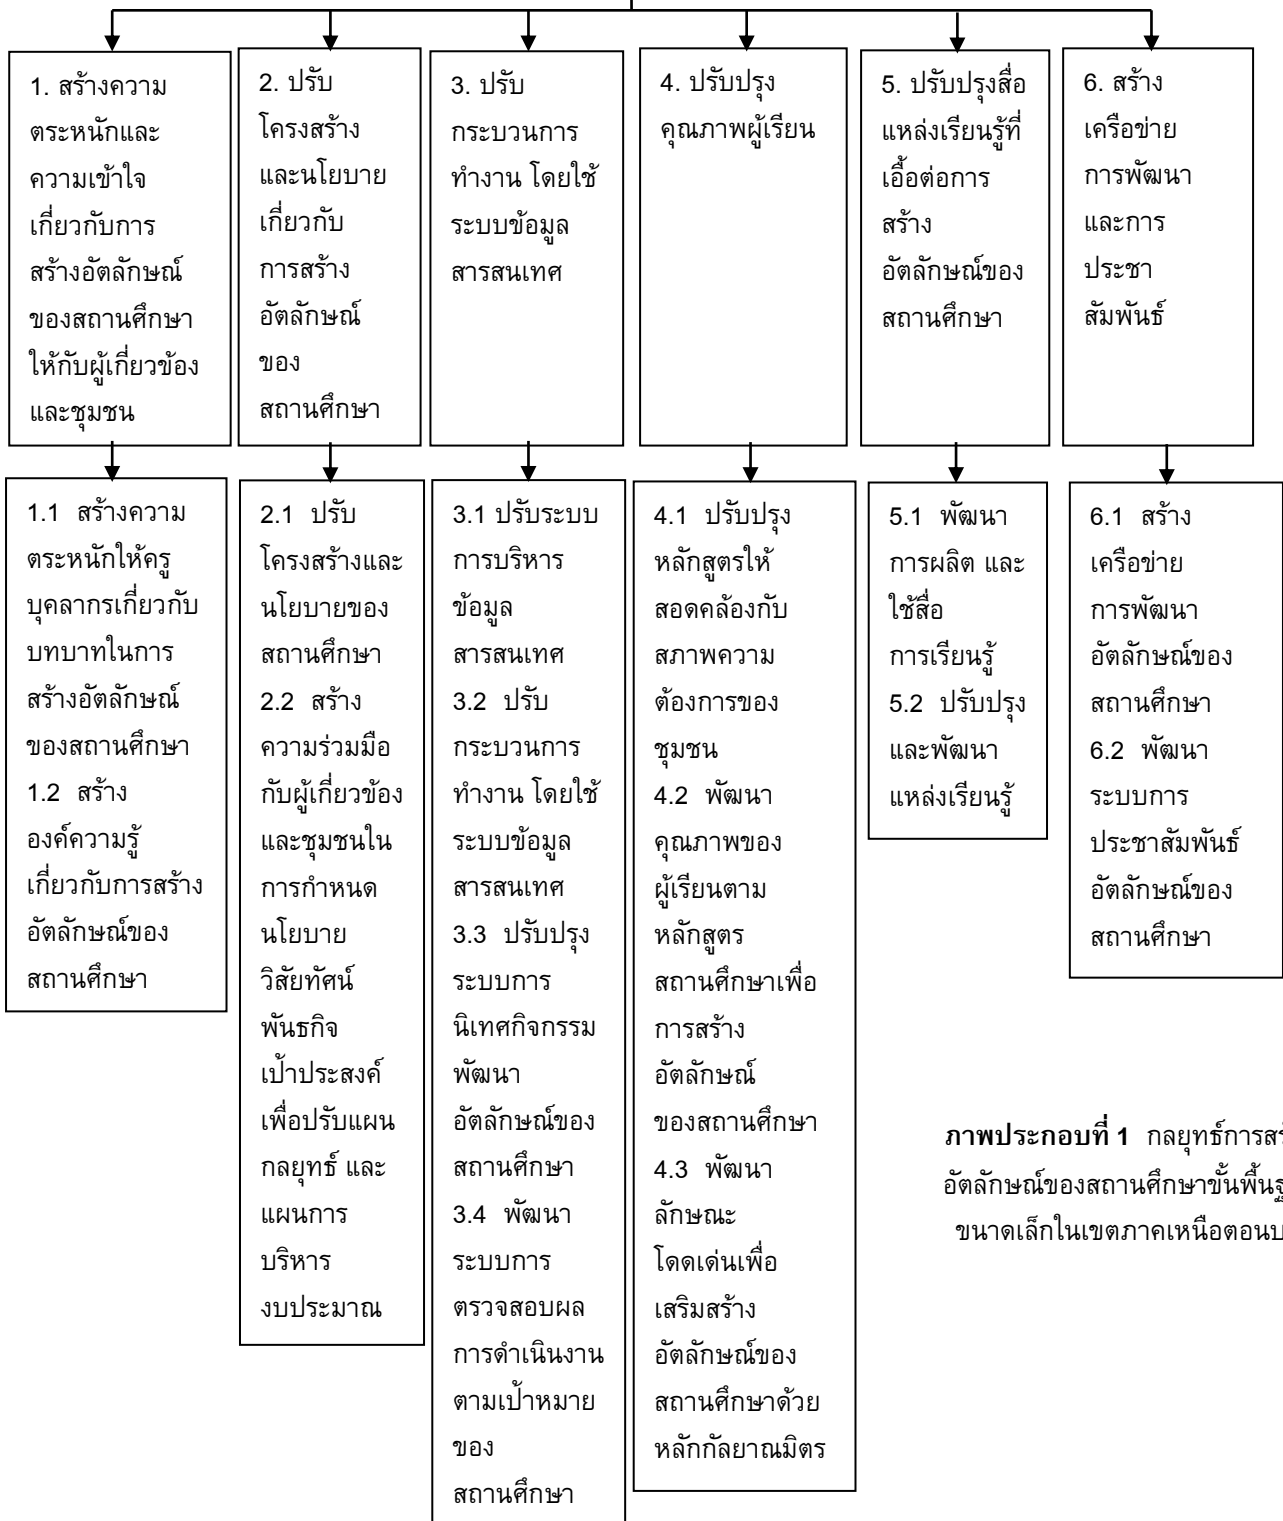 1. สร้างความ
ตระหนักและ
ความเข้าใจ
เกี่ยวกับการ
สร้างอัตลักษณ์
ของสถานศึกษา
ให้กับผู้เกี่ยวข้อง
และชุมชน
2. ปรับ
โครงสร้าง
และนโยบาย
เกี่ยวกับ
การสร้าง
อัตลักษณ์
ของ
สถานศึกษา
3. ปรับ
กระบวนการ
ทำงาน โดยใช้
ระบบข้อมูล
สารสนเทศ
4. ปรับปรุง
คุณภาพผู้เรียน
5. ปรับปรุงสื่อ
แหล่งเรียนรู้ที่
เอื้อต่อการ
สร้าง
อัตลักษณ์ของ
สถานศึกษา
6. สร้าง
เครือข่าย
การพัฒนา
และการ
ประชา
สัมพันธ์
1.1 สร้างความ
ตระหนักให้ครู
บุคลากรเกี่ยวกับ
บทบาทในการ
สร้างอัตลักษณ์
ของสถานศึกษา
1.2 สร้าง
องค์ความรู้
เกี่ยวกับการสร้าง
อัตลักษณ์ของ
สถานศึกษา
2.1 ปรับ
โครงสร้างและ
นโยบายของ
สถานศึกษา
2.2 สร้าง
ความร่วมมือ
กับผู้เกี่ยวข้อง
และชุมชนใน
การกำหนด
นโยบาย
วิสัยทัศน์
พันธกิจ
เป้าประสงค์
เพื่อปรับแผน
กลยุทธ์ และ
แผนการ
บริหาร
งบประมาณ
3.1 ปรับระบบ
การบริหาร
ข้อมูล
สารสนเทศ
3.2 ปรับ
กระบวนการ
ทำงาน โดยใช้
ระบบข้อมูล
สารสนเทศ
3.3 ปรับปรุง
ระบบการ
นิเทศกิจกรรม
พัฒนา
อัตลักษณ์ของ
สถานศึกษา
3.4 พัฒนา
ระบบการ
ตรวจสอบผล
การดำเนินงาน
ตามเป้าหมาย
ของ
สถานศึกษา
4.1 ปรับปรุง
หลักสูตรให้
สอดคล้องกับ
สภาพความ
ต้องการของ
ชุมชน
4.2 พัฒนา
คุณภาพของ
ผู้เรียนตาม
หลักสูตร
สถานศึกษาเพื่อ
การสร้าง
อัตลักษณ์
ของสถานศึกษา
4.3 พัฒนา
ลักษณะ
โดดเด่นเพื่อ
เสริมสร้าง
อัตลักษณ์ของ
สถานศึกษาด้วย
หลักกัลยาณมิตร
5.1 พัฒนา
การผลิต และ
ใช้สื่อ
การเรียนรู้
5.2 ปรับปรุง
และพัฒนา
แหล่งเรียนรู้
6.1 สร้าง
เครือข่าย
การพัฒนา
อัตลักษณ์ของ
สถานศึกษา
6.2 พัฒนา
ระบบการ
ประชาสัมพันธ์
อัตลักษณ์ของ
สถานศึกษา
ภาพประกอบที่ 1 กลยุทธ์การ
อัตลักษณ์ของสถานศึกษาขั้น
ขนาดเล็กในเขตภาคเหนือ